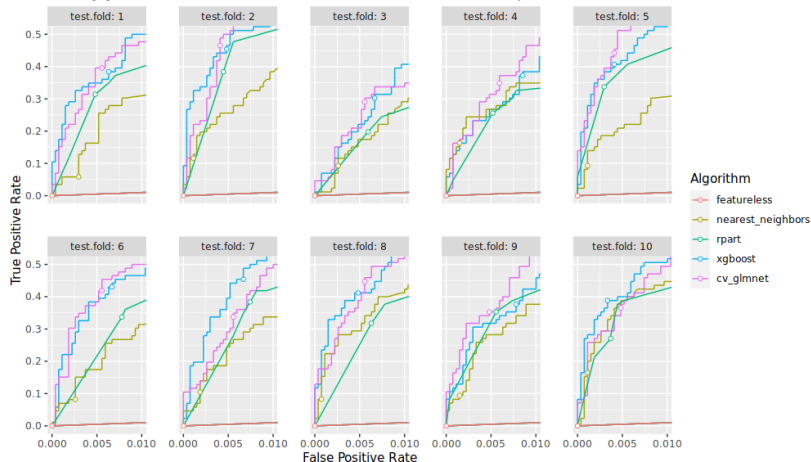 test.fold: 1 test.fold: 2 test.fold: 3 test.fold: 4 test.fold: 5
0.5
0.4
0.3
0.2
0.1
0.0
test.fold: 6 test.fold: 7 test.fold: 8 test.fold: 9 test.fold: 10
0.5
0.4
0.3
0.2
0.1
0.0
0.000 0.005 0.010 0.000 0.005 0.010 0.000 0.005 0.010 0.000 0.005 0.010 0.000 0.005 0.010
False Positive Rate
True Positive Rate
Algorithm
featureless
nearest_neighbors
rpart
xgboost
cv_glmnet